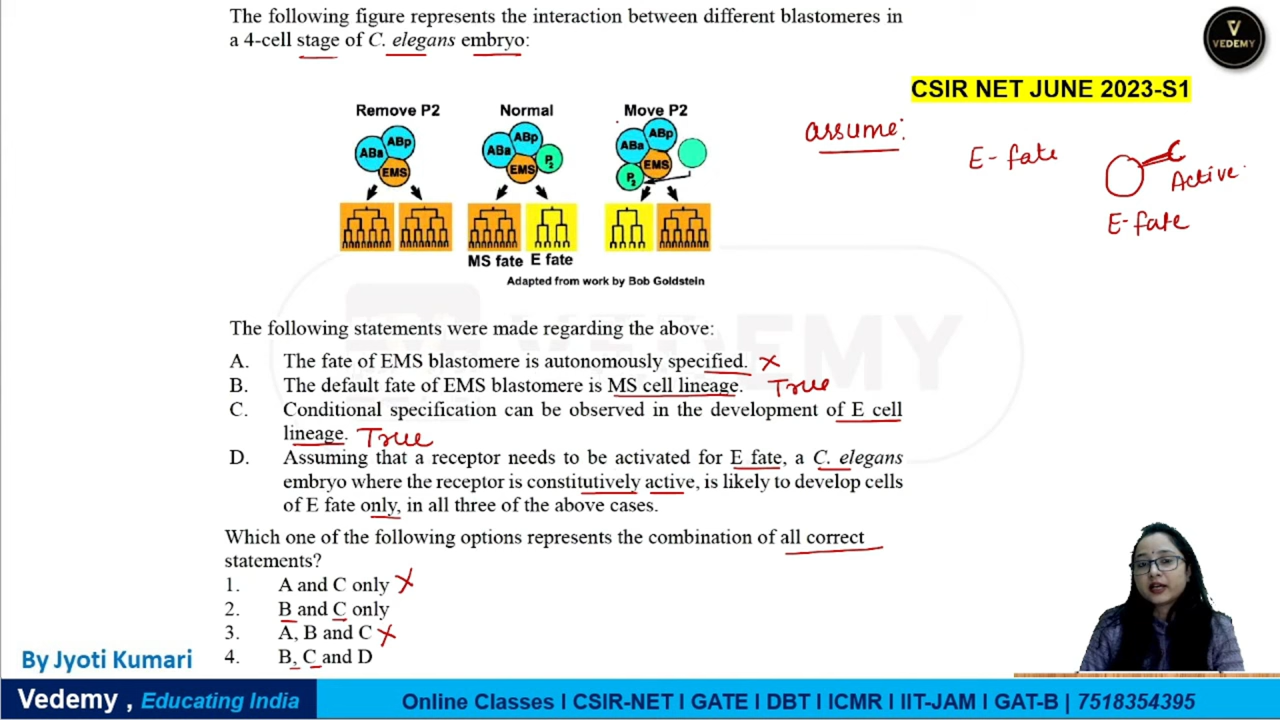 The following figure represents the interaction between different blastomeres in
a 4-cell stage of C. elegans embryo:
VEDEMY
CSIR NET JUNE 2023-S1
Remove P2 Normal Move P2
ABa ABp EMS
ABa ABp EMS P2
ABa ABp EMS P2
assume:
E-fate
Active
E-fate
MS fate E fate
Adapted from work by Bob Goldstein
VEDEMY
The following statements were made regarding the above:
A. The fate of EMS blastomere is autonomously specified. x
B. The default fate of EMS blastomere is MS cell lineage. True
C. Conditional specification can be observed in the development of E cell
lineage. True
D. Assuming that a receptor needs to be activated for E fate, a C. elegans
embryo where the receptor is constitutively active, is likely to develop cells
of E fate only, in all three of the above cases.
Which one of the following options represents the combination of all correct
statements?
1. A and C only x
2. B and C only
3. A, B and C x
4. B, C and D
By Jyoti Kumari
Vedemy , Educating India
Online Classes I CSIR-NET I GATE I DBT I ICMR I IIT-JAM I GAT-B | 7518354395